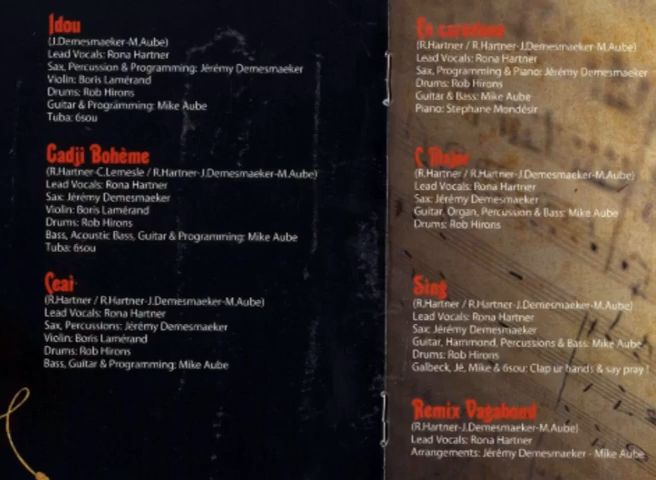 Idou
(J.Demesmaeker-M.Aube)
Lead Vocals: Rona Hartner
Sax, Percussion & Programming: Jérémy Demesmaeker
Violin: Boris Lamérand
Drums: Rob Hirons
Guitar & Programming: Mike Aube
Tuba: 6sou
Gadji Bohème
(R.Hartner-C.Lemesle / R.Hartner-J.Demesmaeker-M.Aube)
Lead Vocals: Rona Hartner
Sax: Jérémy Demesmaeker
Violin: Boris Lamérand
Drums: Rob Hirons
Bass, Acoustic Bass, Guitar & Programming: Mike Aube
Tuba: 6sou
Ceai
(R.Hartner / R.Hartner-J.Demesmaeker-M.Aube)
Lead Vocals: Rona Hartner
Sax, Percussions: Jérémy Demesmaeker
Violin: Boris Lamérand
Drums: Rob Hirons
Bass, Guitar & Programming: Mike Aube
En caravane
(R.Hartner / R.Hartner-J.Demesmaeker-M.Aube)
Lead Vocals: Rona Hartner
Sax, Programming & Piano: Jérémy Demesmaeker
Drums: Rob Hirons
Guitar & Bass: Mike Aube
Piano: Stephane Mondésir
C Major
(R.Hartner / R.Hartner-J.Demesmaeker-M.Aube)
Lead Vocals: Rona Hartner
Sax: Jérémy Demesmaeker
Guitar, Organ, Percussion & Bass: Mike Aube
Drums: Rob Hirons
Sing
(R.Hartner / R.Hartner-J.Demesmaeker-M.Aube)
Lead Vocals: Rona Hartner
Sax: Jérémy Demesmaeker
Guitar, Hammond, Percussions & Bass: Mike Aube
Drums: Rob Hirons
Galbeck, Jé, Mike & 6sou: Clap ur hands & say pray !
Remix Vagabond
(R.Hartner-J.Demesmaeker-M.Aube)
Lead Vocals: Rona Hartner
Arrangements: Jérémy Demesmaeker - Mike Aube